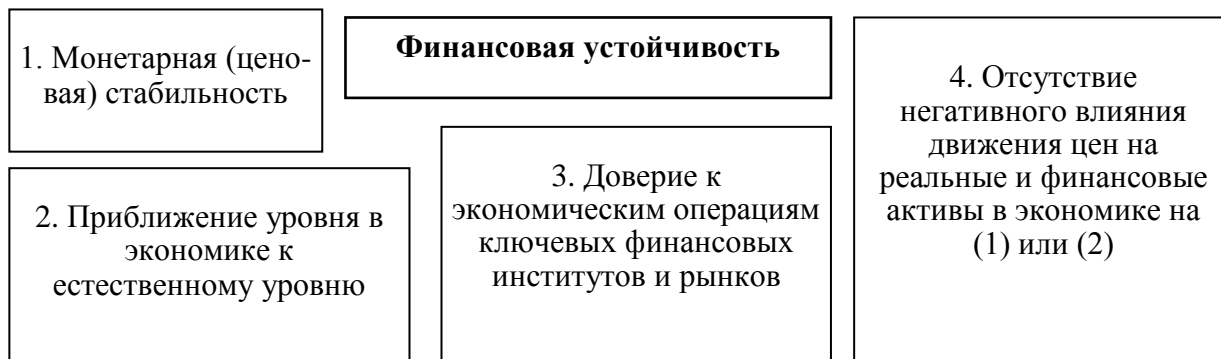 Финансовая устойчивость
1. Монетарная (цено-
вая) стабильность
2. Приближение уровня в
экономике к
естественному уровню
3. Доверие к
экономическим операциям
ключевых финансовых
институтов и рынков
4. Отсутствие
негативного влияния
движения цен на
реальные и финансовые
активы в экономике на
(1) или (2)